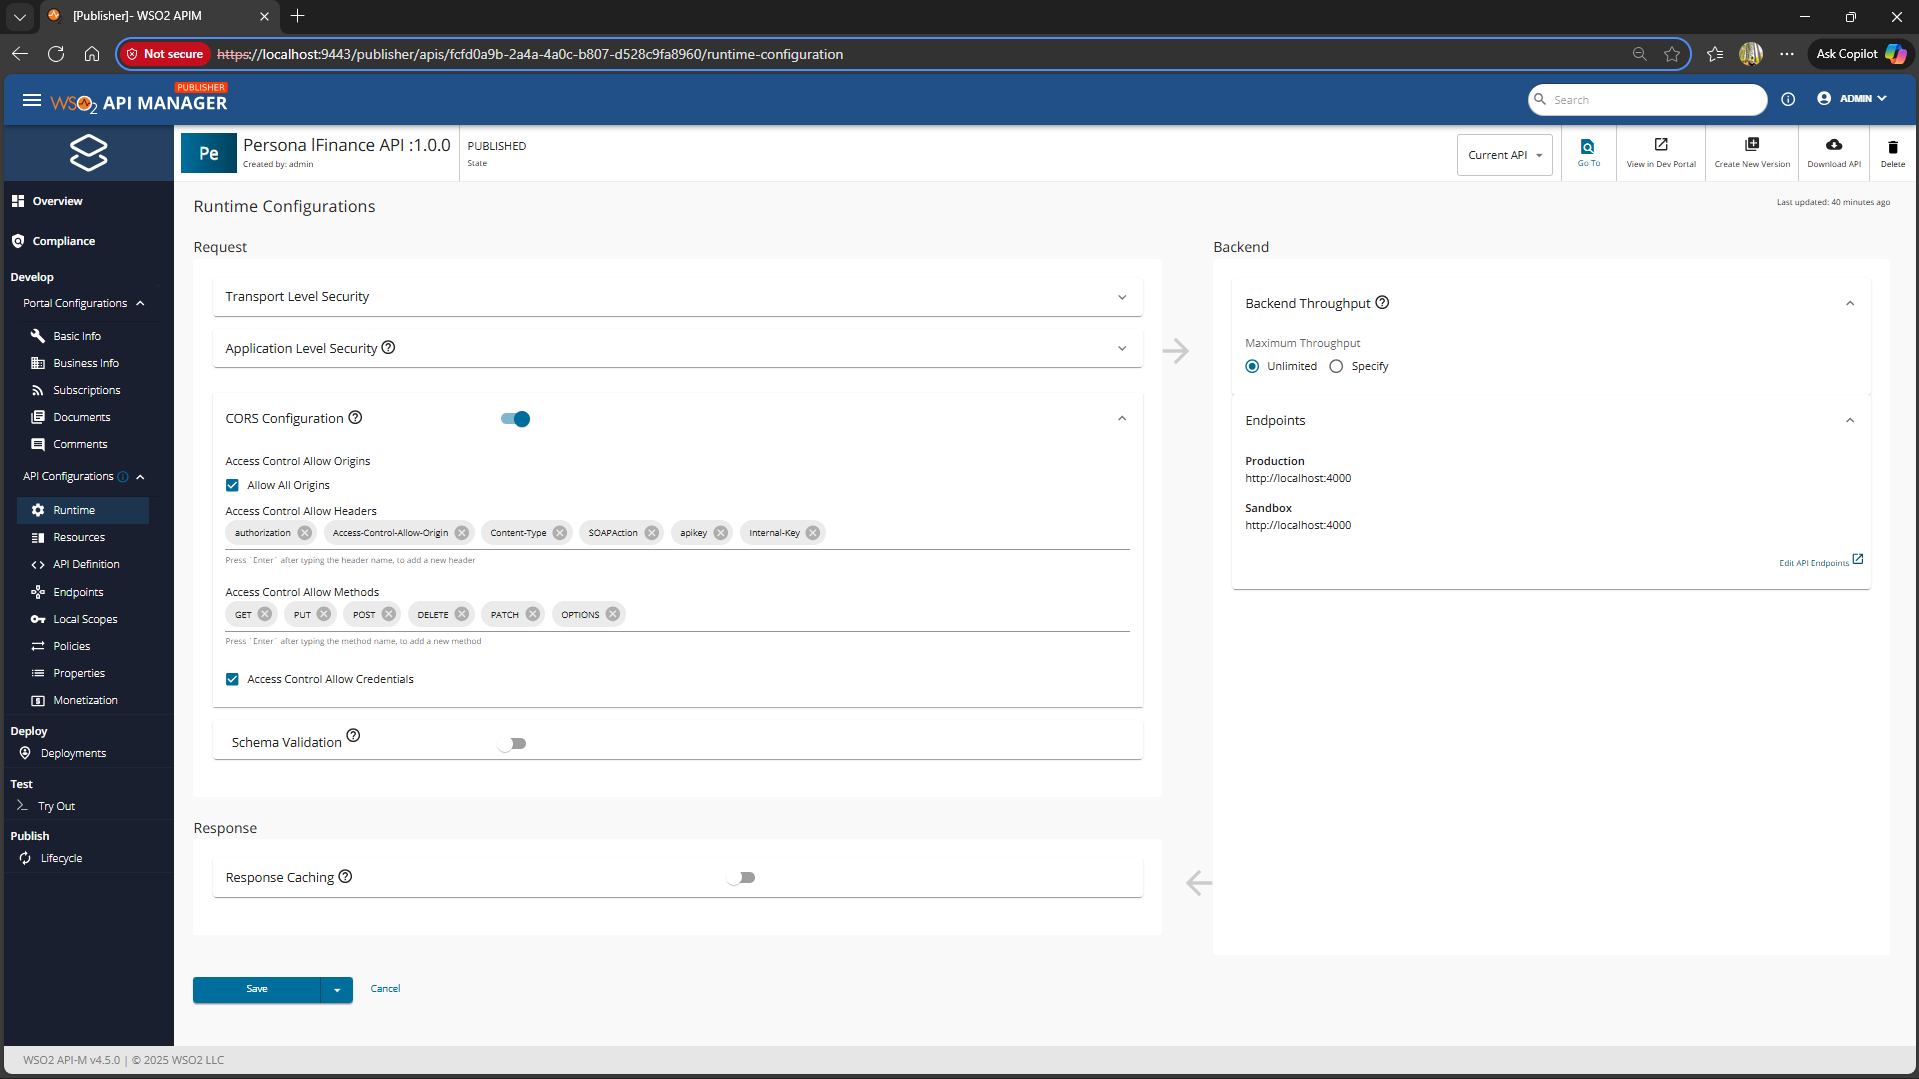 [Publisher]- WSO2 APIM
Not secure https://localhost:9443/publisher/apis/fcfd0a9b-2a4a-4a0c-b807-d528c9fa8960/runtime-configuration
Ask Copilot
PUBLISHER
WSO2 API MANAGER
Search
ADMIN
Pe
Persona lFinance API :1.0.0
Created by: admin
PUBLISHED
State
Current API
Go To
View in Dev Portal
Create New Version
Download API
Delete
Overview
Compliance
Develop
Portal Configurations
Basic Info
Business Info
Subscriptions
Documents
Comments
API Configurations
Runtime
Resources
API Definition
Endpoints
Local Scopes
Policies
Properties
Monetization
Deploy
Deployments
Test
Try Out
Publish
Lifecycle
Runtime Configurations
Last updated: 40 minutes ago
Request
Transport Level Security
Application Level Security
CORS Configuration
Access Control Allow Origins
Allow All Origins
Access Control Allow Headers
authorization Access-Control-Allow-Origin Content-Type SOAPAction apikey Internal-Key
Press `Enter` after typing the header name, to add a new header
Access Control Allow Methods
GET PUT POST DELETE PATCH OPTIONS
Press `Enter` after typing the method name, to add a new method
Access Control Allow Credentials
Schema Validation
Response
Response Caching
Backend
Backend Throughput
Maximum Throughput
Unlimited Specify
Endpoints
Production
http://localhost:4000
Sandbox
http://localhost:4000
Edit API Endpoints
Save
Cancel
WSO2 API-M v4.5.0 | © 2025 WSO2 LLC